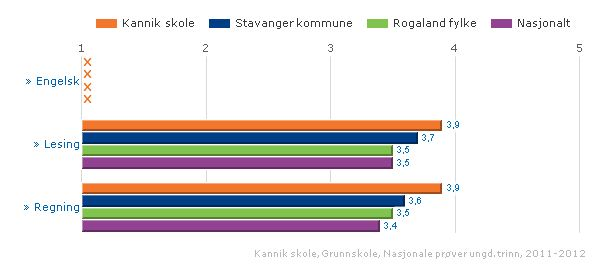 Kannik skole Stavanger kommune Rogaland fylke Nasjonalt
1 2 3 4 5
» Engelsk
» Lesing
3,9
3,7
3,5
3,5
» Regning
3,9
3,6
3,5
3,4
Kannik skole, Grunnskole, Nasjonale prøver ungd.trinn, 2011-2012